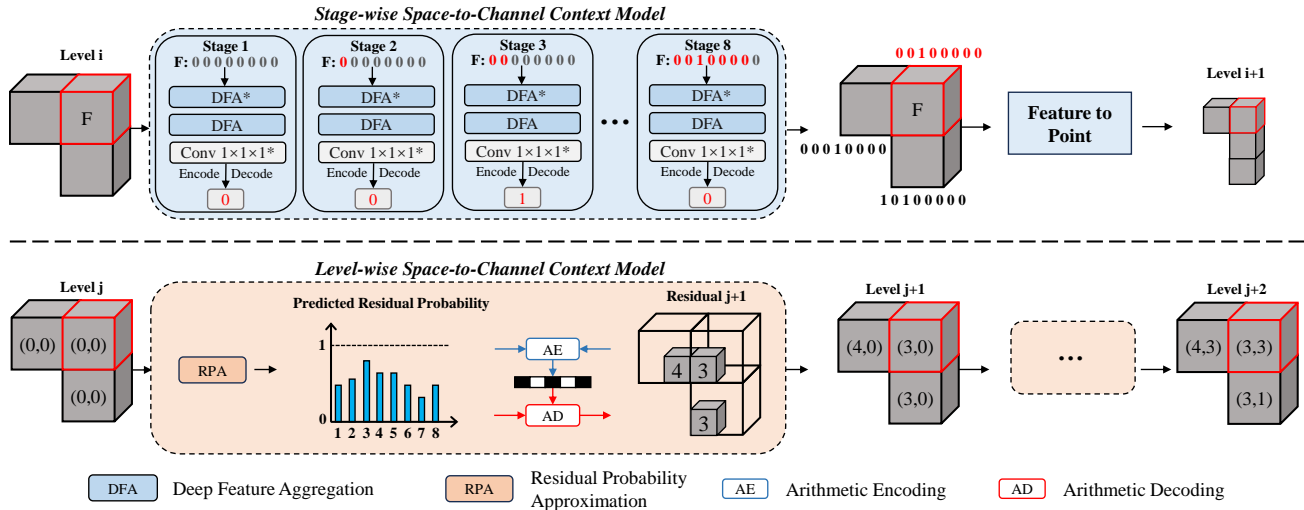 Stage-wise Space-to-Channel Context Model
Level i
F
Stage 1
F: 0 0 0 0 0 0 0 0
DFA*
DFA
Conv 1×1×1*
Encode Decode
0
Stage 2
F: 0 0 0 0 0 0 0 0
DFA*
DFA
Conv 1×1×1*
Encode Decode
0
Stage 3
F: 0 0 0 0 0 0 0 0
DFA*
DFA
Conv 1×1×1*
Encode Decode
1
...
Stage 8
F: 0 0 1 0 0 0 0 0
DFA*
DFA
Conv 1×1×1*
Encode Decode
0
0 0 1 0 0 0 0 0
F
0 0 0 1 0 0 0 0
1 0 1 0 0 0 0 0
Feature to
Point
Level i+1
Level-wise Space-to-Channel Context Model
Level j
(0,0) (0,0)
(0,0)
RPA
Predicted Residual Probability
1
0
1 2 3 4 5 6 7 8
AE
AD
Residual j+1
4 3
3
Level j+1
(4,0) (3,0)
(3,0)
...
Level j+2
(4,3) (3,3)
(3,1)
DFA Deep Feature Aggregation
RPA Residual Probability
Approximation
AE Arithmetic Encoding
AD Arithmetic Decoding